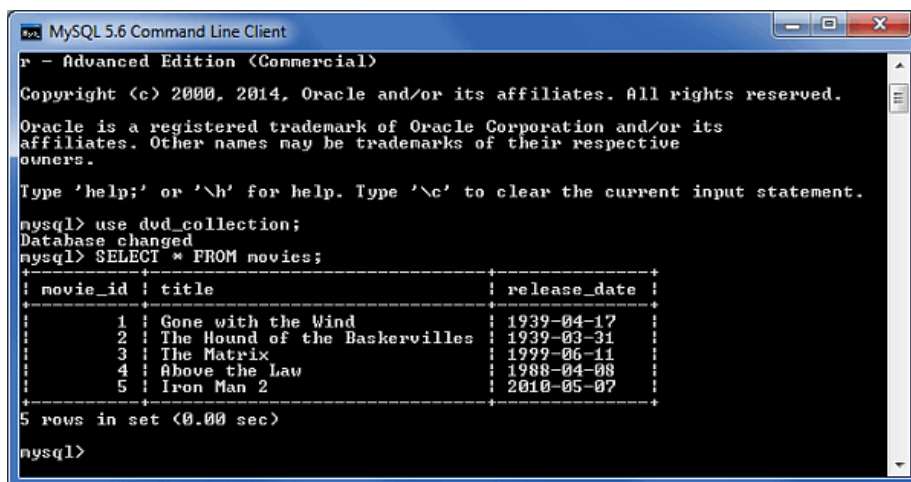 MySQL 5.6 Command Line Client
r - Advanced Edition (Commercial)
Copyright (c) 2000, 2014, Oracle and/or its affiliates. All rights reserved.
Oracle is a registered trademark of Oracle Corporation and/or its
affiliates. Other names may be trademarks of their respective
owners.
Type 'help;' or '\h' for help. Type '\c' to clear the current input statement.
mysql> use dvd_collection;
Database changed
mysql> SELECT * FROM movies;
+----------+-----------------------------+--------------+
| movie_id | title                       | release_date |
+----------+-----------------------------+--------------+
|        1 | Gone with the Wind          | 1939-04-17   |
|        2 | The Hound of the Baskervilles | 1939-03-31   |
|        3 | The Matrix                  | 1999-06-11   |
|        4 | Above the Law               | 1988-04-08   |
|        5 | Iron Man 2                  | 2010-05-07   |
+----------+-----------------------------+--------------+
5 rows in set (0.00 sec)
mysql>